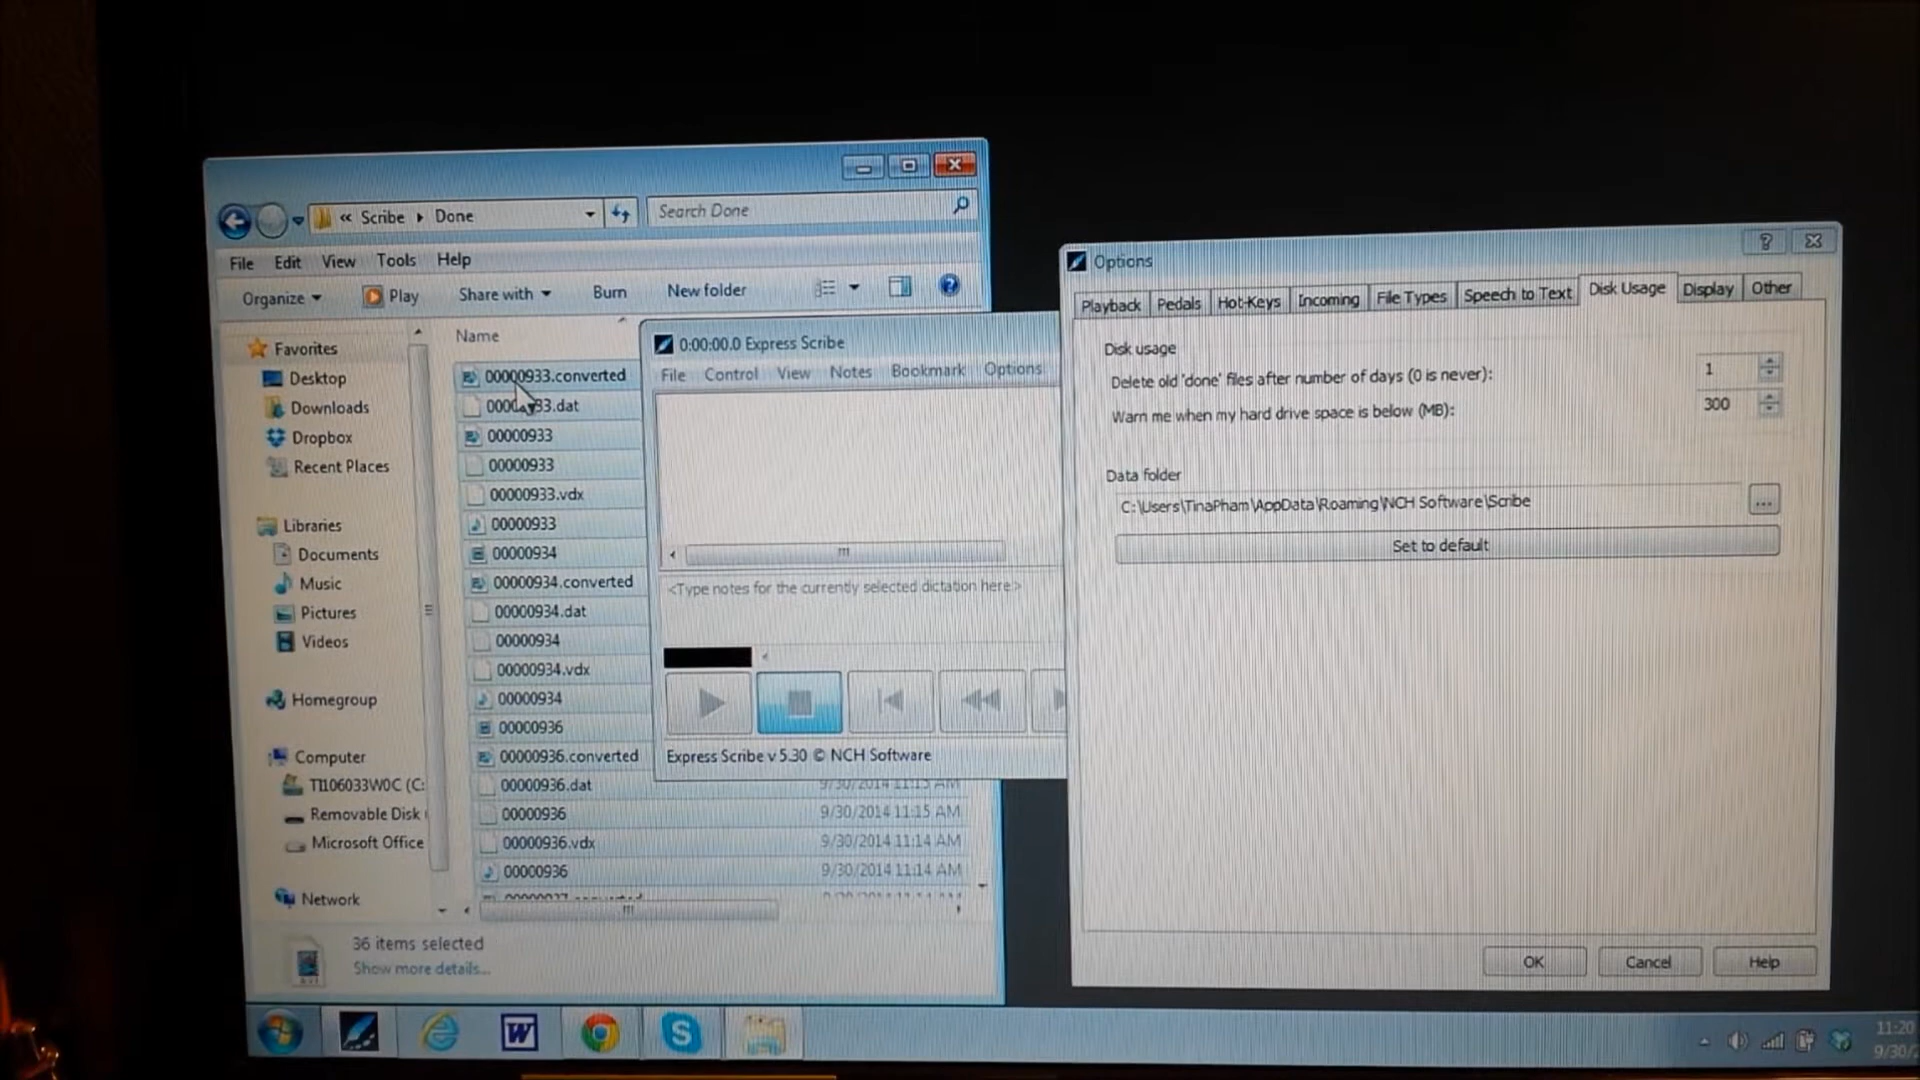 « Scribe ▸ Done
Search Done
File Edit View Tools Help
Organize Play Share with Burn New folder
Name
Favorites
Desktop
Downloads
Dropbox
Recent Places
Libraries
Documents
Music
Pictures
Videos
Homegroup
Computer
TI106033W0C (C:
Removable Disk
Microsoft Office
Network
00000933.converted
00000933
00000933
00000933.vdx
00000933
00000934
00000934.converted
00000934.dat
00000934
00000934.vdx
00000934
00000936
00000936.converted
00000936.dat
00000936 9/30/2014 11:15 AM
00000936.vdx 9/30/2014 11:14 AM
00000936 9/30/2014 11:14 AM
36 items selected
Show more details...
0:00:00.0 Express Scribe
File Control View Notes Bookmark Options
<Type notes for the currently selected dictation here>
Express Scribe v 5.30 © NCH Software
Options
Playback Pedals Hot-Keys Incoming File Types Speech to Text Disk Usage Display Other
Disk usage
Delete old 'done' files after number of days (0 is never): 1
Warn me when my hard drive space is below (MB): 300
Data folder
C:\Users\TinaPham\AppData\Roaming\NCH Software\Scribe ...
Set to default
OK Cancel Help
W S
11:20
9/30/